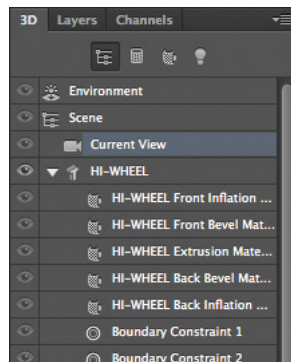 3D Layers Channels
Environment
Scene
Current View
HI-WHEEL
HI-WHEEL Front Inflation ...
HI-WHEEL Front Bevel Mat...
HI-WHEEL Extrusion Mate...
HI-WHEEL Back Bevel Mat...
HI-WHEEL Back Inflation ...
Boundary Constraint 1
Boundary Constraint 2